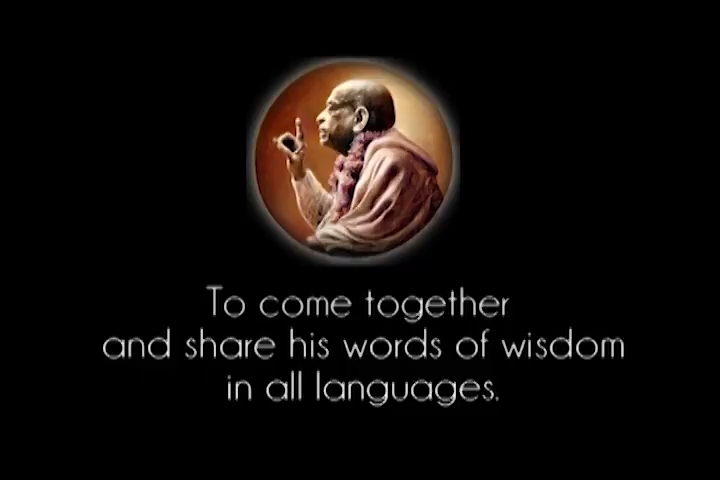 To come together
and share his words of wisdom
in all languages.